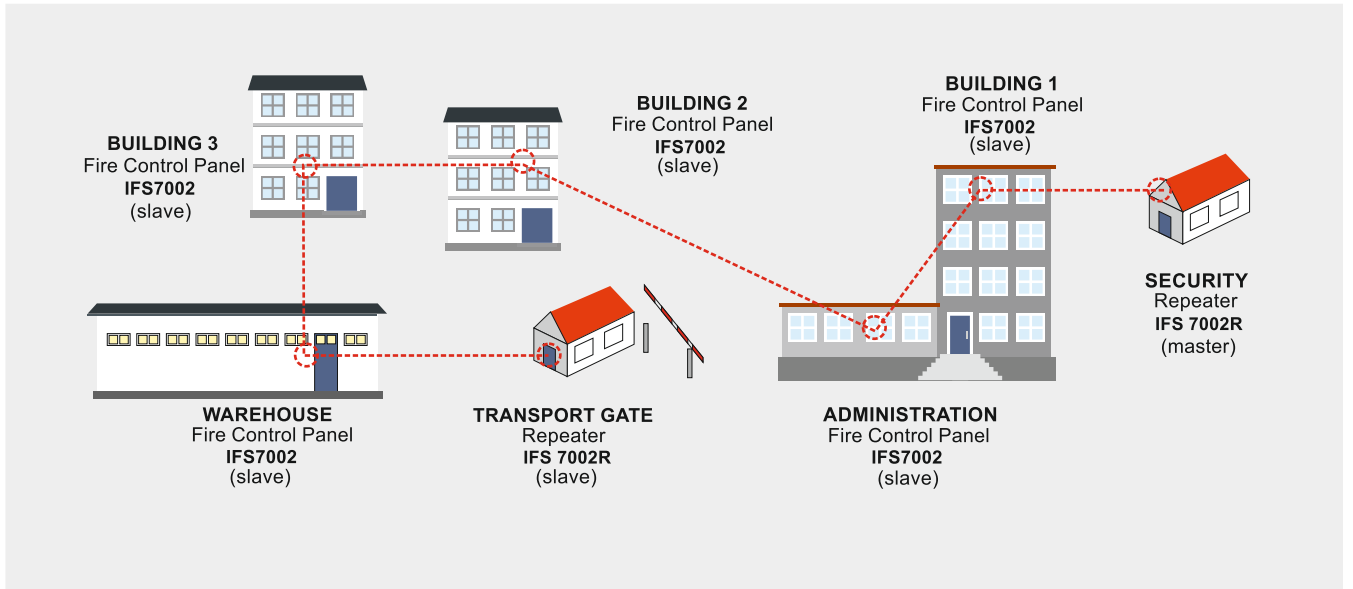 BUILDING 3
Fire Control Panel
IFS7002
(slave)
BUILDING 2
Fire Control Panel
IFS7002
(slave)
BUILDING 1
Fire Control Panel
IFS7002
(slave)
SECURITY
Repeater
IFS 7002R
(master)
WAREHOUSE
Fire Control Panel
IFS7002
(slave)
TRANSPORT GATE
Repeater
IFS 7002R
(slave)
ADMINISTRATION
Fire Control Panel
IFS7002
(slave)